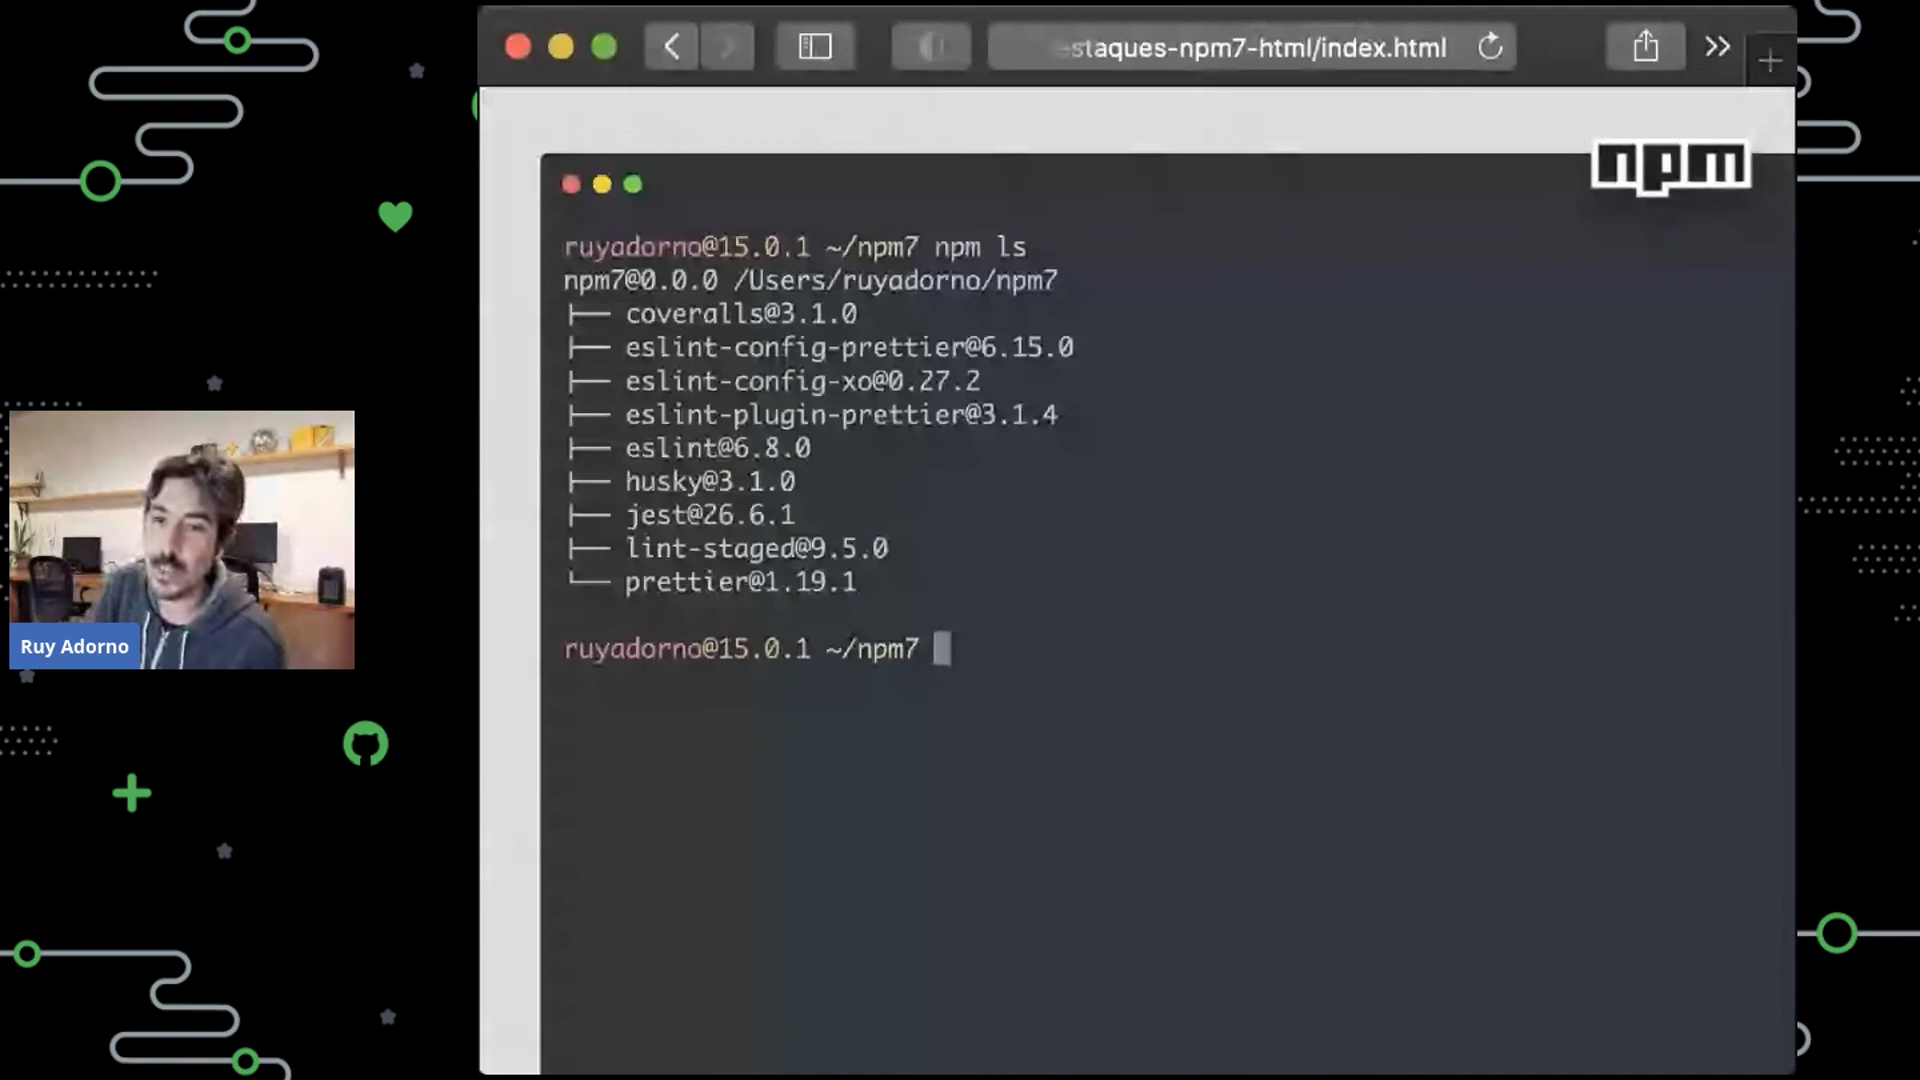 -staques-npm7-html/index.html
npm
ruyadorno@15.0.1 ~/npm7 npm ls
npm7@0.0.0 /Users/ruyadorno/npm7
├── coveralls@3.1.0
├── eslint-config-prettier@6.15.0
├── eslint-config-xo@0.27.2
├── eslint-plugin-prettier@3.1.4
├── eslint@6.8.0
├── husky@3.1.0
├── jest@26.6.1
├── lint-staged@9.5.0
└── prettier@1.19.1
ruyadorno@15.0.1 ~/npm7
Ruy Adorno